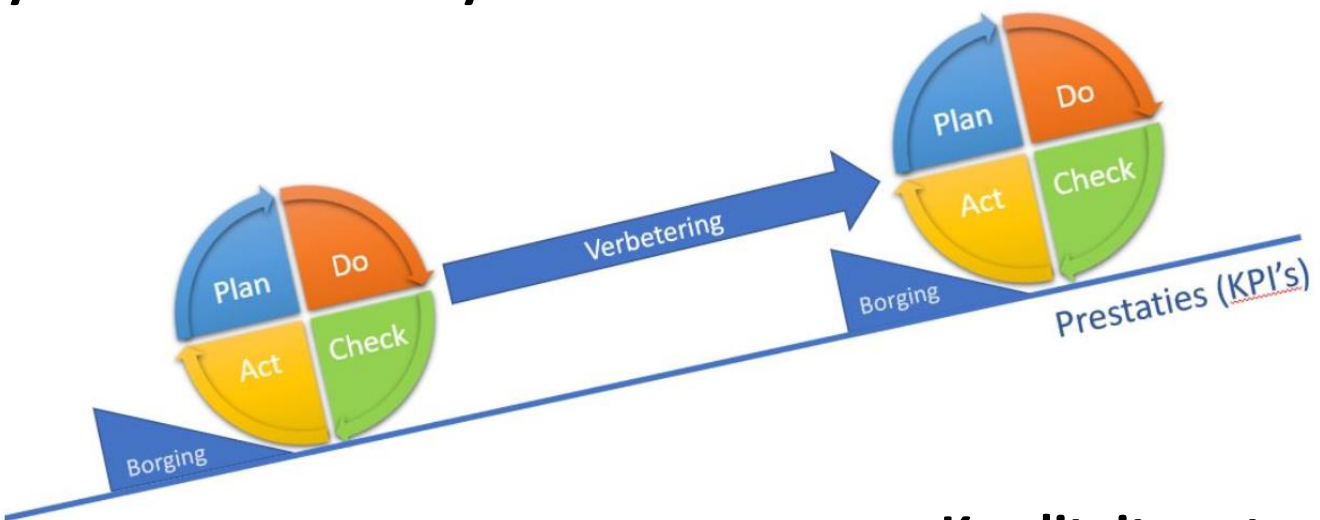 Plan
Do
Act
Check
Borging
Verbetering
Plan
Do
Act
Check
Borging
Prestaties (KPI's)